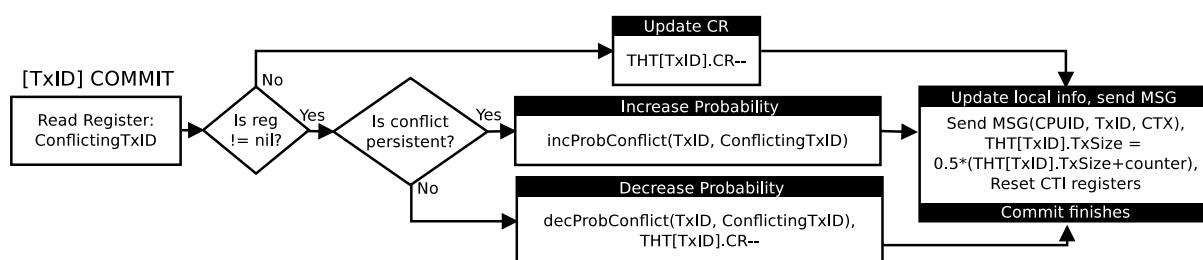 [TxID] COMMIT
Read Register:
ConflictingTxID
Is reg
!= nil?
No
Yes
Update CR
THT[TxID].CR--
Is conflict
persistent?
Yes
No
Increase Probability
incProbConflict(TxID, ConflictingTxID)
Decrease Probability
decProbConflict(TxID, ConflictingTxID),
THT[TxID].CR--
Update local info, send MSG
Send MSG(CPUID, TxID, CTX),
THT[TxID].TxSize =
0.5*(THT[TxID].TxSize+counter),
Reset CTI registers
Commit finishes